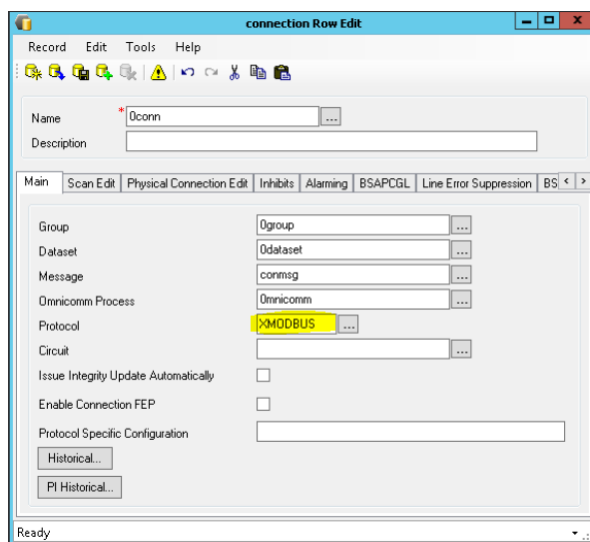 connection Row Edit
Record Edit Tools Help
Name * 0conn ...
Description
Main Scan Edit Physical Connection Edit Inhibits Alarming BSAPCGL Line Error Suppression BS < >
Group 0group ...
Dataset 0dataset ...
Message conmsg ...
Omnicomm Process 0mnicomm ...
Protocol XMODBUS ...
Circuit ...
Issue Integrity Update Automatically
Enable Connection FEP
Protocol Specific Configuration
Historical...
PI Historical...
Ready